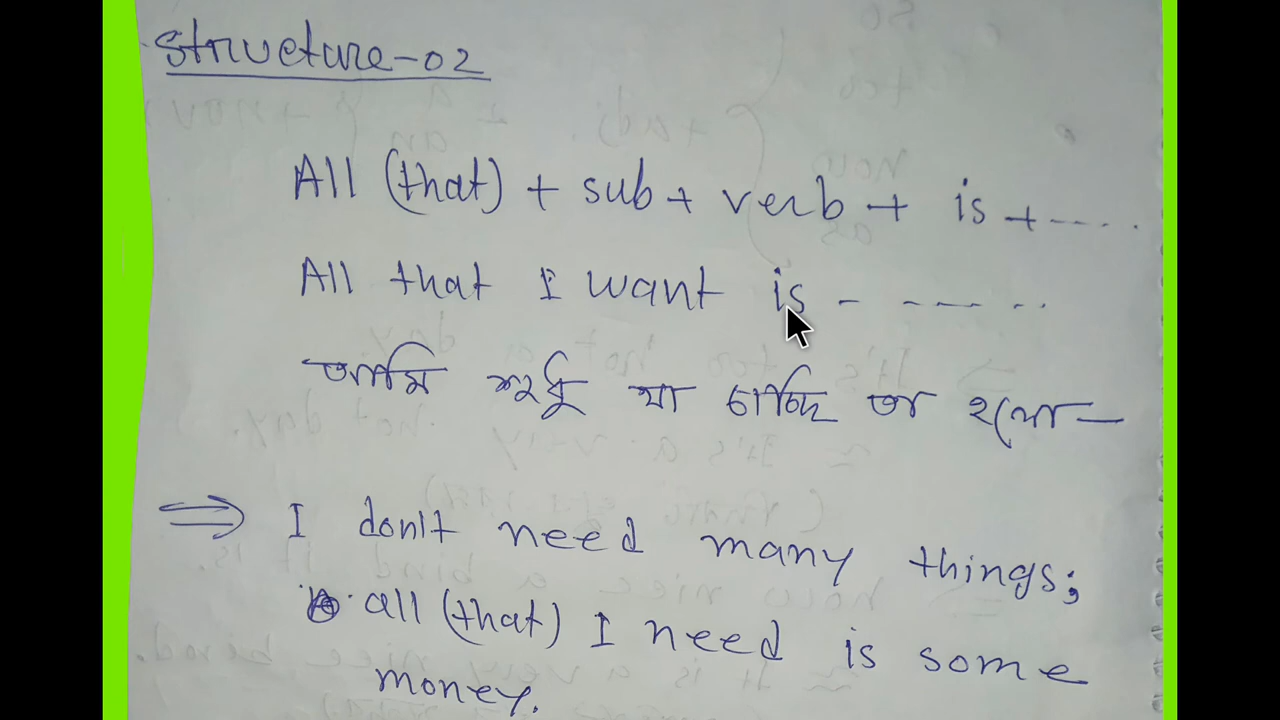 Structure-02
All (that) + sub + verb + is + -----
All that I want is - - -- --
আমি শুধু যা চাচ্ছি তা হলো—
⇒ I don't need many things;
all (that) I need is some
money.